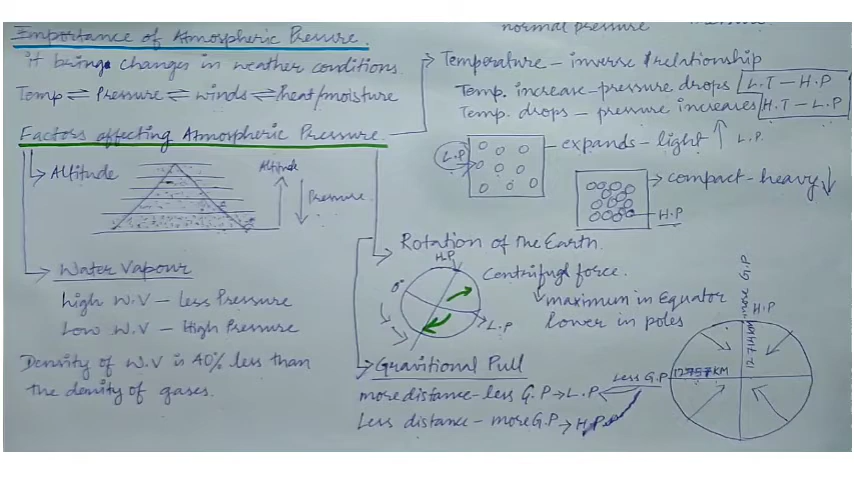 normal pressure
Importance of Atmospheric Pressure.
it brings changes in weather conditions.
Temp ⇌ Pressure ⇌ winds ⇌ heat/moisture
Factors affecting Atmospheric Pressure.
Temperature - inverse relationship
Temp. increase - pressure drops L.T - H.P
Temp. drops - pressure increases H.T - L.P
expands - light L.P.
L.P
compact - heavy
H.P
Altitude
Altitude
Pressure
Water Vapour
high W.V - Less Pressure
Low W.V - High Pressure
Density of W.V is 40% less than
the density of gases.
Rotation of the Earth.
H.P
0°
L.P
Centrifugal force.
maximum in Equator
lower in poles
Gravitional Pull
more distance - less G.P → L.P
Less distance - more G.P → H.P
Less G.P
more G.P
H.P
12757 KM